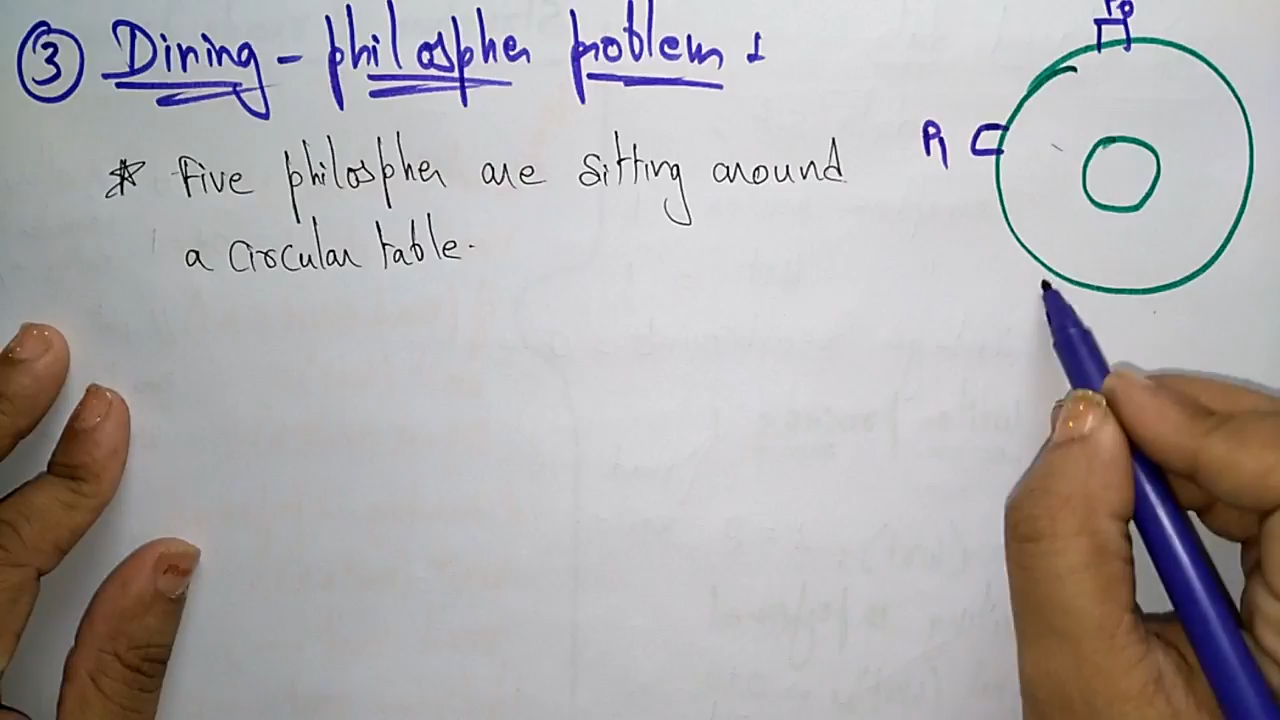 ③ Dining - philospher problem :
P0
P1
* Five philospher are sitting around
a circular table.